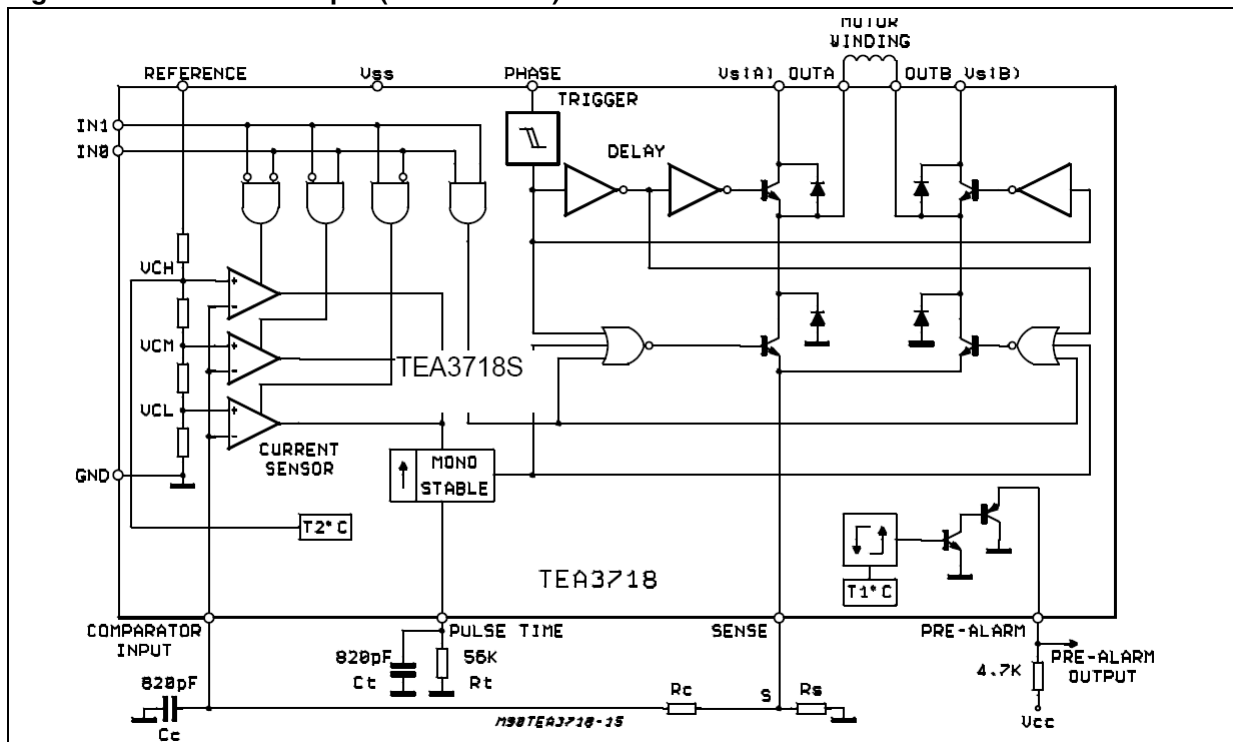 MOTOR
WINDING
REFERENCE
Vss
PHASE
Vs(A)
OUTA
OUTB
Vs(B)
TRIGGER
IN1
IN0
DELAY
VCH
VCM
TEA3718S
VCL
CURRENT
SENSOR
MONO
STABLE
GND
T2°C
TEA3718
T1°C
COMPARATOR
INPUT
PULSE TIME
SENSE
PRE-ALARM
820pF
Ct
56K
Rt
4.7K
PRE-ALARM
OUTPUT
820pF
Cc
Rc
S
Rs
M90TEA3718-15
Vcc